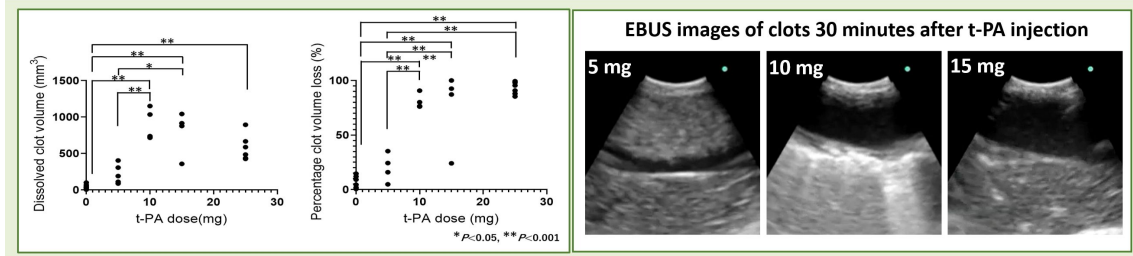 **
**
*
**
**
Dissolved clot volume (mm³)
1500
1000
500
0
0 10 20 30
t-PA dose(mg)
**
**
**
**
** **
**
Percentage clot volume loss (%)
100
50
0
0 10 20 30
t-PA dose(mg)
*P<0.05, **P<0.001
EBUS images of clots 30 minutes after t-PA injection
5 mg
10 mg
15 mg